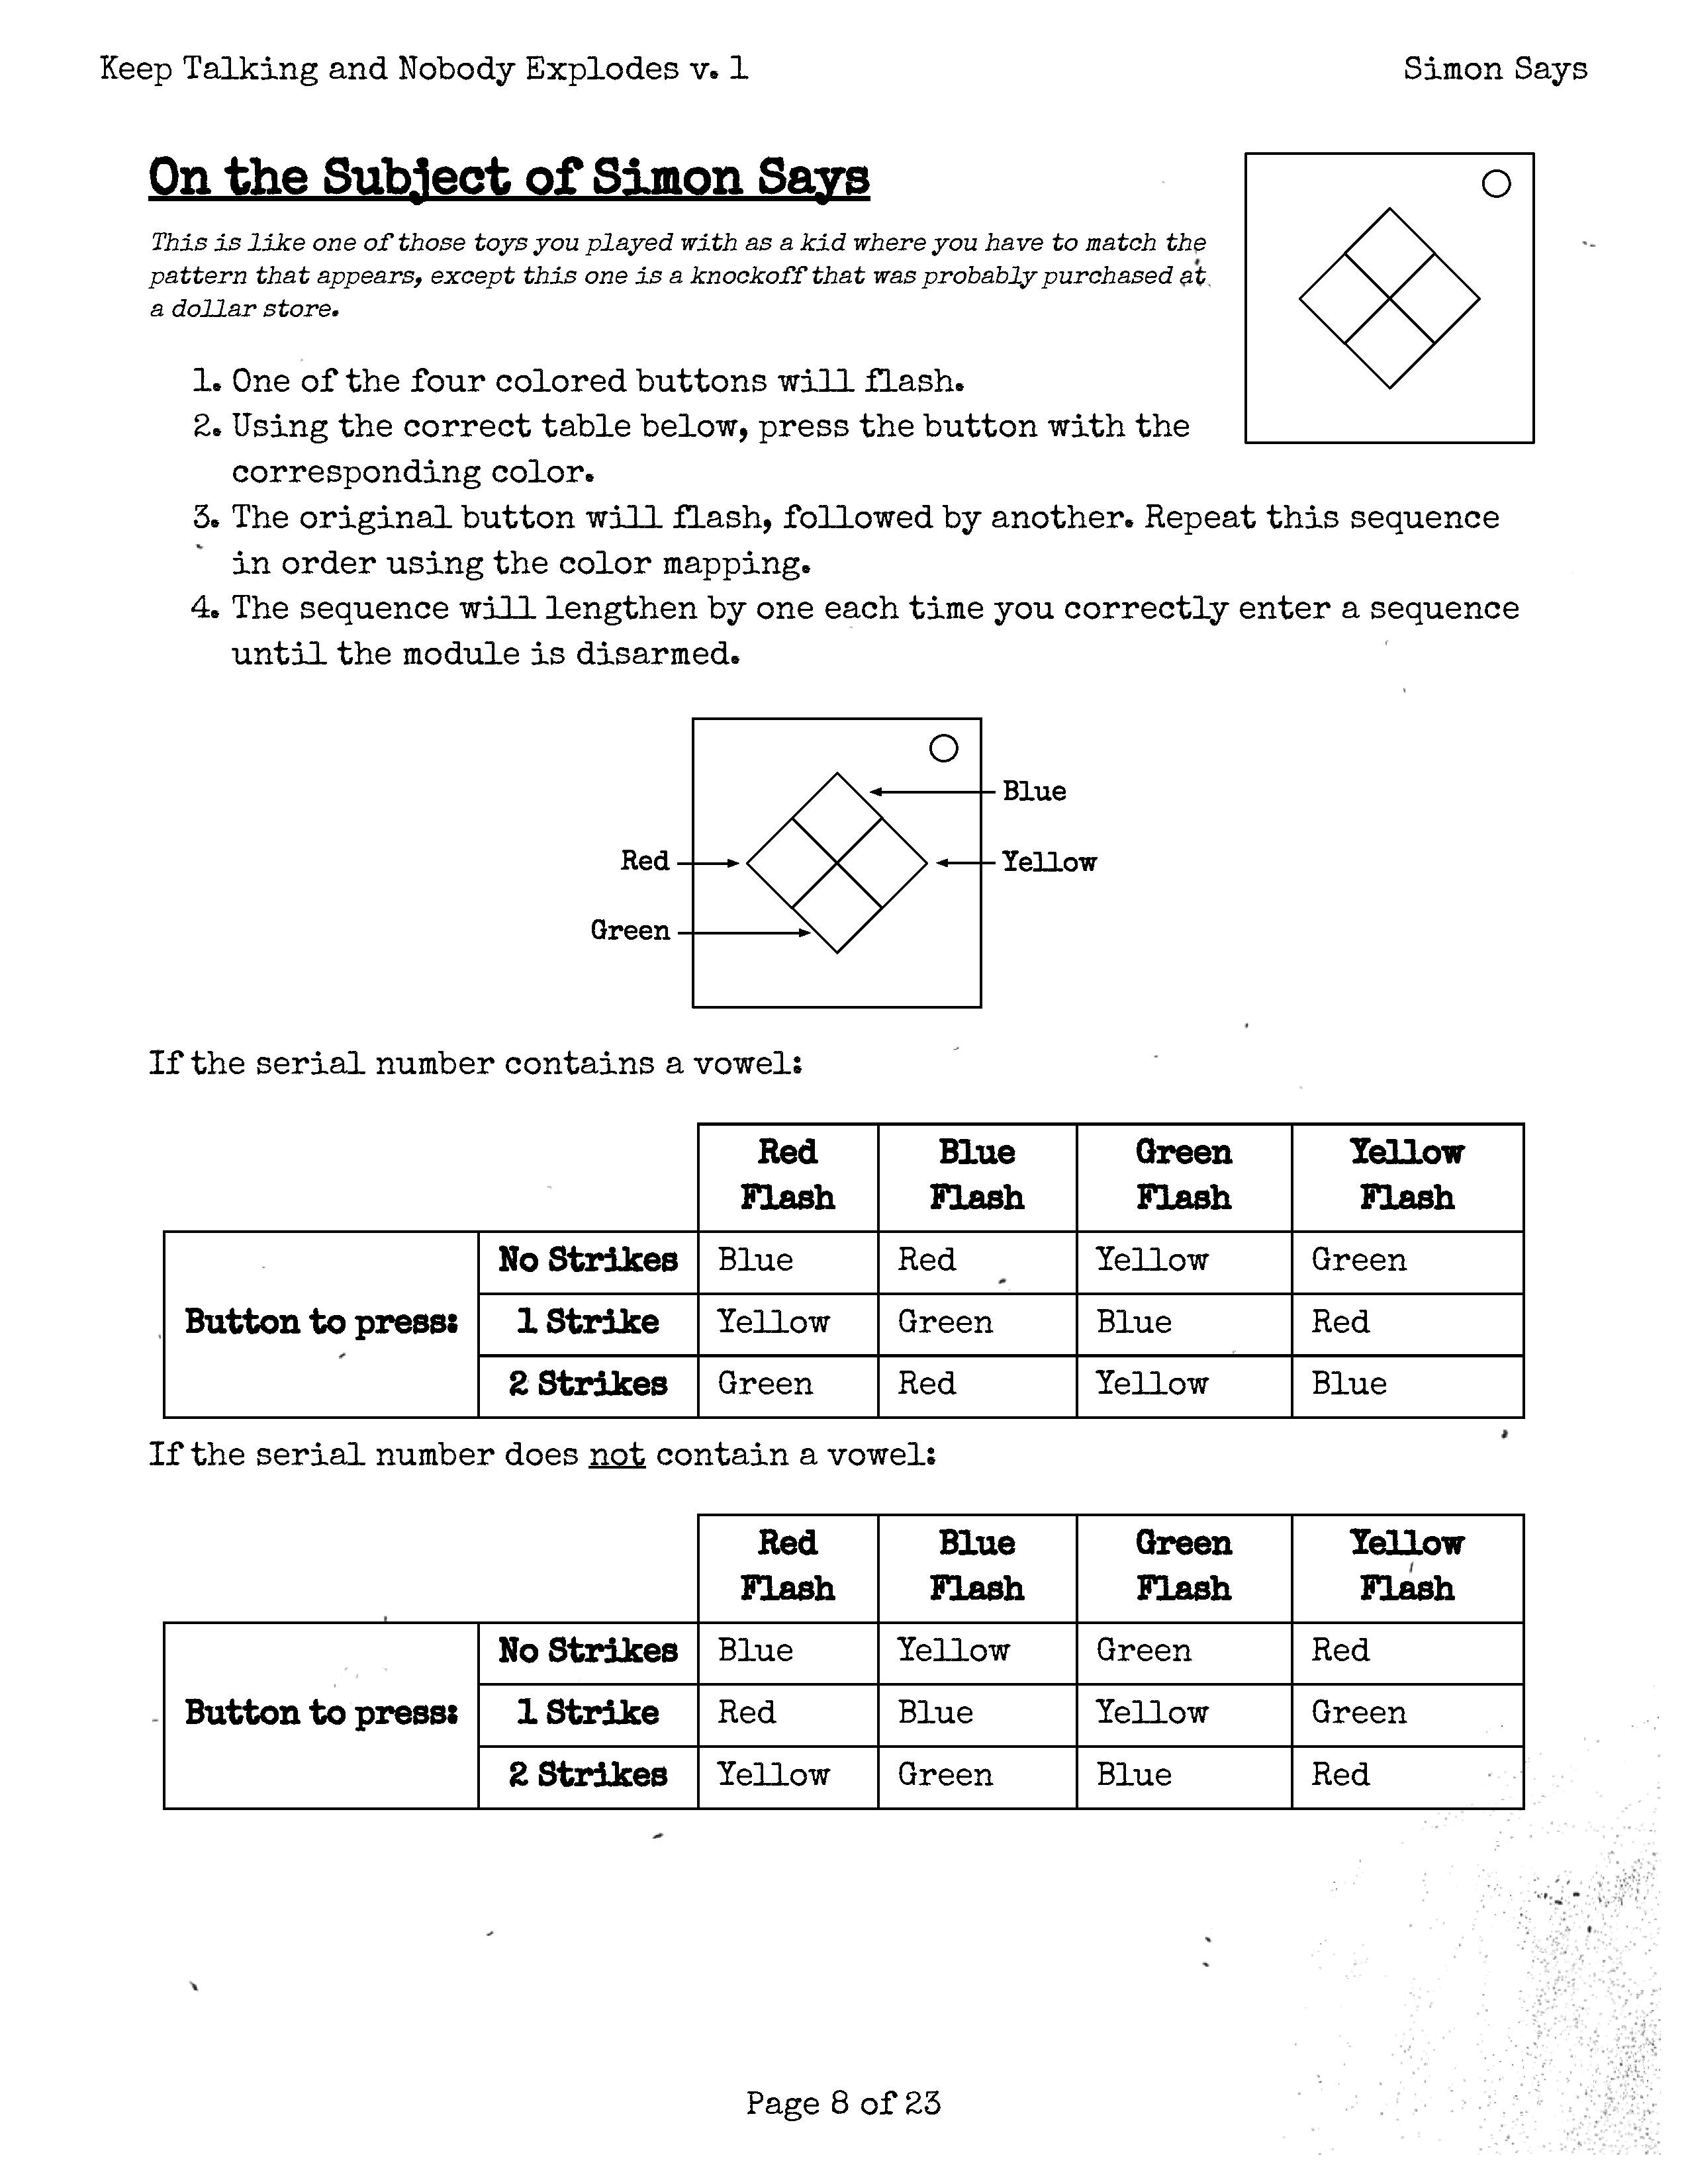 Keep Talking and Nobody Explodes v. 1
Simon Says
On the Subject of Simon Says
This is like one of those toys you played with as a kid where you have to match the
pattern that appears, except this one is a knockoff that was probably purchased at
a dollar store.
1. One of the four colored buttons will flash.
2. Using the correct table below, press the button with the
corresponding color.
3. The original button will flash, followed by another. Repeat this sequence
in order using the color mapping.
4. The sequence will lengthen by one each time you correctly enter a sequence
until the module is disarmed.
Blue
Red
Yellow
Green
If the serial number contains a vowel:
Red Flash Blue Flash Green Flash Yellow Flash
Button to press:
No Strikes Blue Red Yellow Green
1 Strike Yellow Green Blue Red
2 Strikes Green Red Yellow Blue
If the serial number does not contain a vowel:
Red Flash Blue Flash Green Flash Yellow Flash
Button to press:
No Strikes Blue Yellow Green Red
1 Strike Red Blue Yellow Green
2 Strikes Yellow Green Blue Red
Page 8 of 23